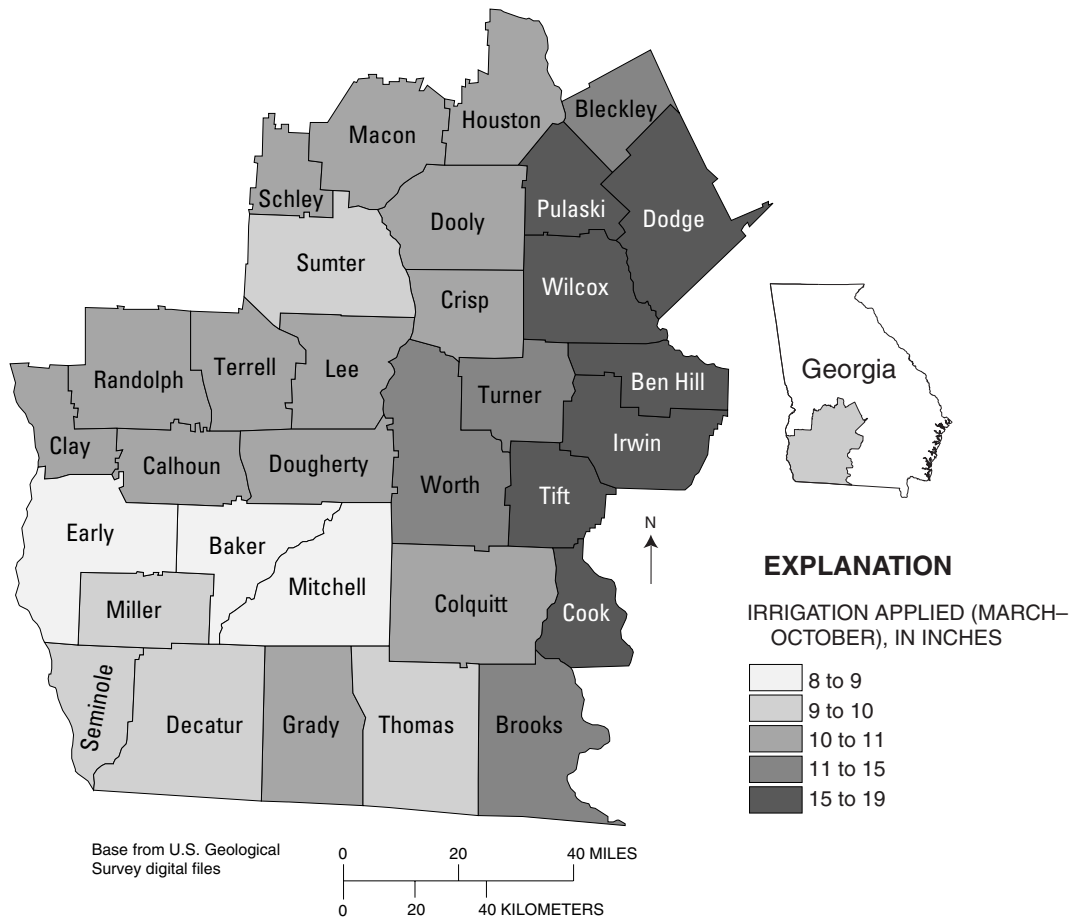 Houston
Bleckley
Macon
Schley
Dooly
Pulaski
Dodge
Sumter
Wilcox
Crisp
Randolph
Terrell
Lee
Turner
Ben Hill
Clay
Calhoun
Dougherty
Worth
Irwin
Tift
Early
Baker
Mitchell
Miller
Colquitt
Cook
Seminole
Decatur
Grady
Thomas
Brooks
Georgia
N
EXPLANATION
IRRIGATION APPLIED (MARCH–
OCTOBER), IN INCHES
8 to 9
9 to 10
10 to 11
11 to 15
15 to 19
Base from U.S. Geological
Survey digital files
0 20 40 MILES
0 20 40 KILOMETERS